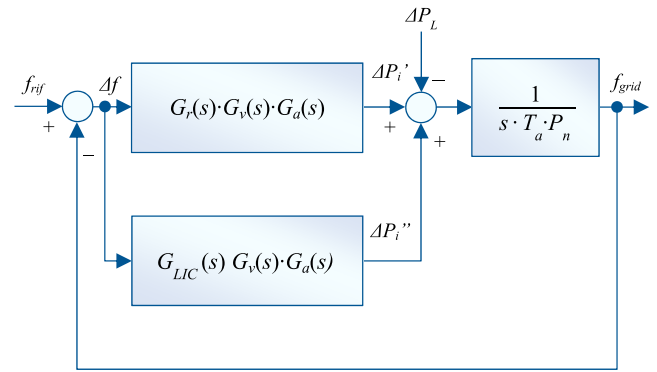 ΔP_L
f_rif
Δf
G_r(s)·G_v(s)·G_a(s)
ΔP_i’
−
1
s · T_a·P_n
f_grid
+
+
+
−
G_LIC(s) G_v(s)·G_a(s)
ΔP_i’’